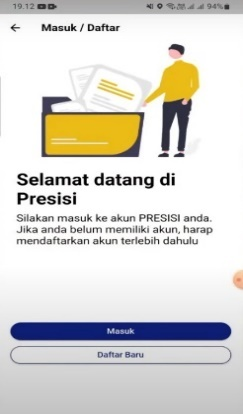 19.12
94%
← Masuk / Daftar
Selamat datang di
Presisi
Silakan masuk ke akun PRESISI anda.
Jika anda belum memiliki akun, harap
mendaftarkan akun terlebih dahulu
Masuk
Daftar Baru